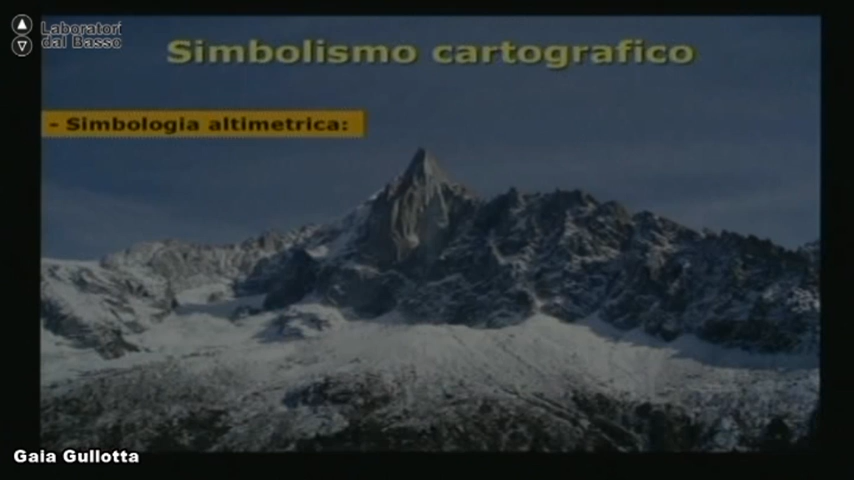 Laboratori
dal Basso
Simbolismo cartografico
- Simbologia altimetrica:
Gaia Gullotta